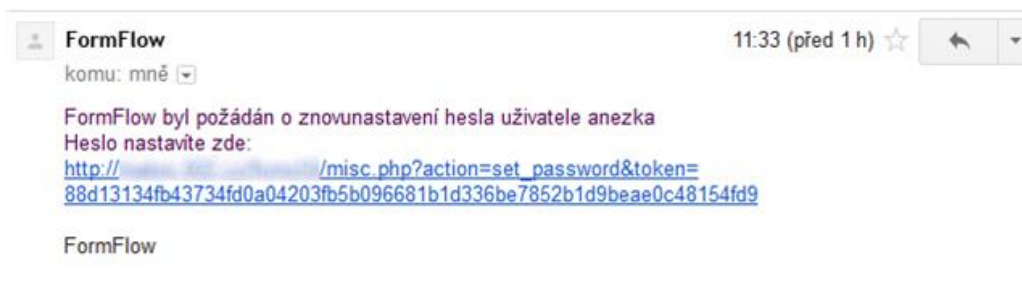 FormFlow
11:33 (před 1 h)
komu: mně
FormFlow byl požádán o znovunastavení hesla uživatele anezka
Heslo nastavíte zde:
http:// /misc.php?action=set_password&token=
88d13134fb43734fd0a04203fb5b096681b1d336be7852b1d9beae0c48154fd9
FormFlow